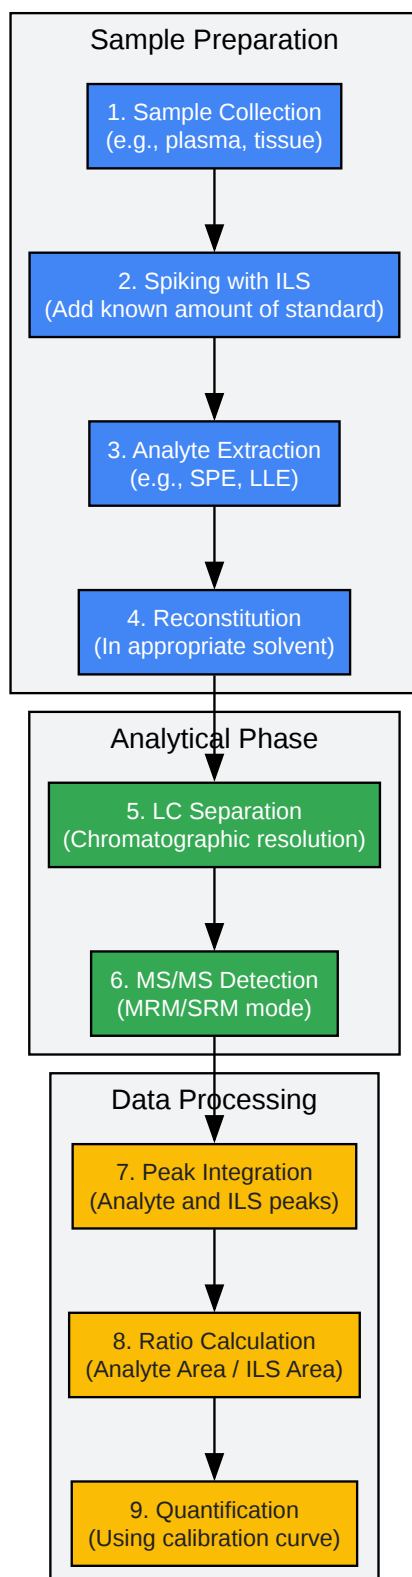 Sample Preparation
1. Sample Collection
(e.g., plasma, tissue)
2. Spiking with ILS
(Add known amount of standard)
3. Analyte Extraction
(e.g., SPE, LLE)
4. Reconstitution
(In appropriate solvent)
Analytical Phase
5. LC Separation
(Chromatographic resolution)
6. MS/MS Detection
(MRM/SRM mode)
Data Processing
7. Peak Integration
(Analyte and ILS peaks)
8. Ratio Calculation
(Analyte Area / ILS Area)
9. Quantification
(Using calibration curve)